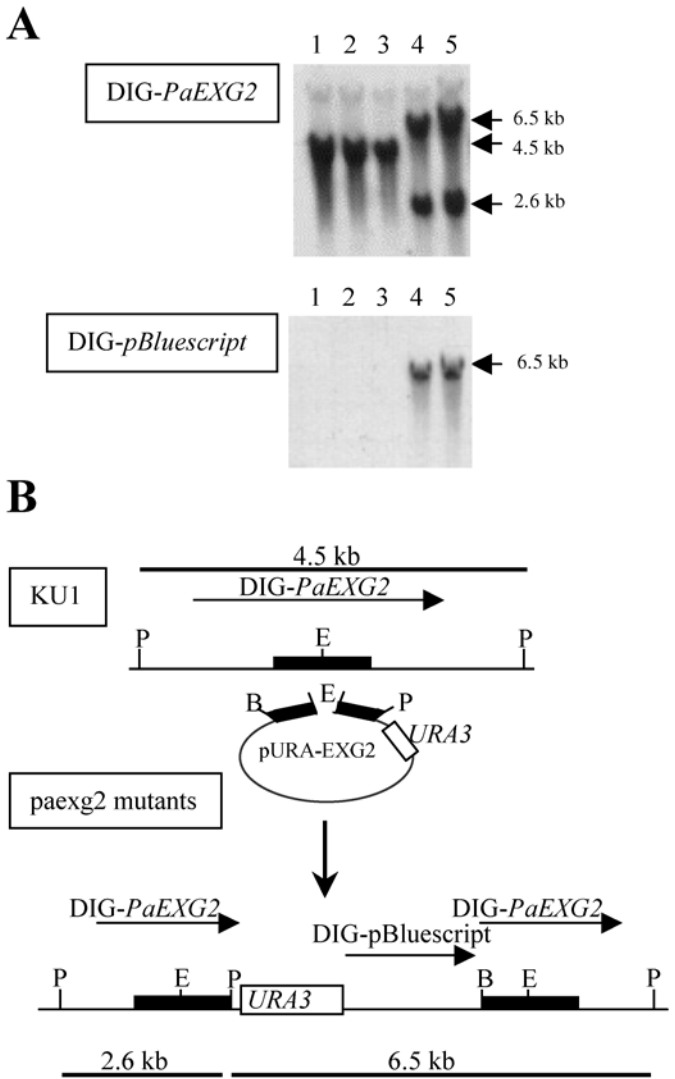 A
1 2 3 4 5
DIG-PaEXG2
6.5 kb
4.5 kb
2.6 kb
1 2 3 4 5
DIG-pBluescript
6.5 kb
B
4.5 kb
KU1
DIG-PaEXG2
P E P
B E P
URA3
pURA-EXG2
paexg2 mutants
DIG-PaEXG2 DIG-PaEXG2
DIG-pBluescript
P E P B E P
URA3
2.6 kb 6.5 kb